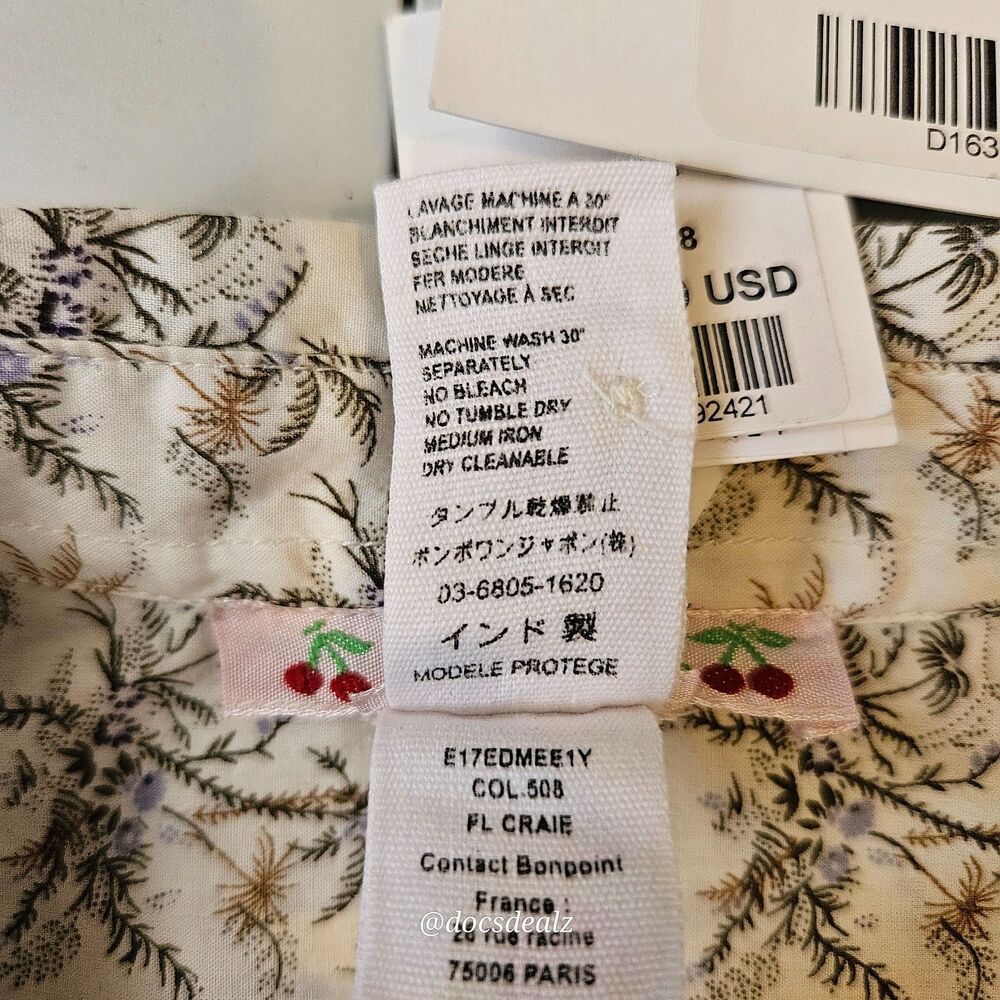 D163
8
USD
92421
LAVAGE MACHINE A 30°
BLANCHIMENT INTERDIT
SECHE LINGE INTERDIT
FER MODERE
NETTOYAGE À SEC
MACHINE WASH 30°
SEPARATELY
NO BLEACH
NO TUMBLE DRY
MEDIUM IRON
DRY CLEANABLE
タンブル乾燥禁止
ボンポワンジャポン(株)
03-6805-1620
インド製
MODELE PROTEGE
E17EDMEE1Y
COL.508
FL CRAIE
Contact Bonpoint
France :
@docsdealz
rue racine
75006 PARIS